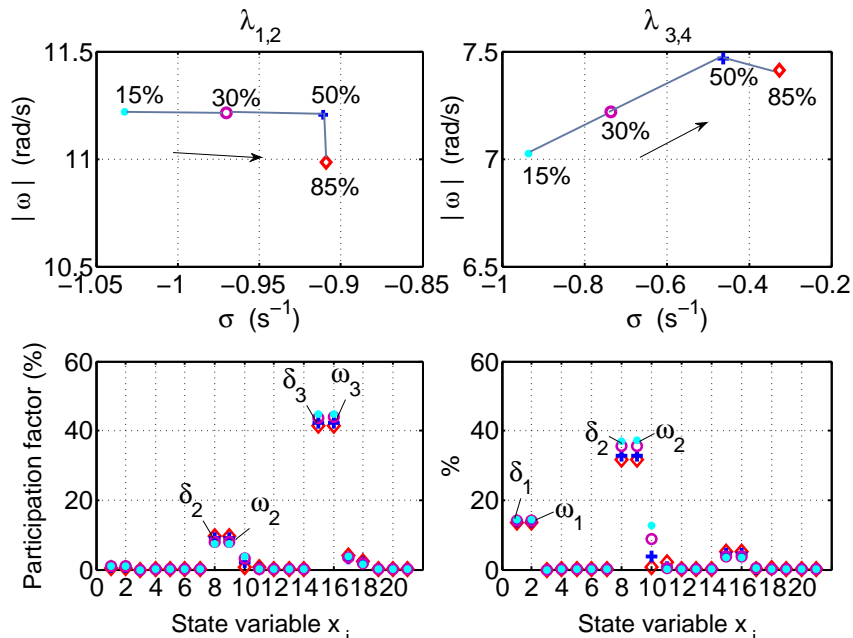 λ1,2
11.5
11
10.5
| ω | (rad/s)
15%
30%
50%
85%
−1.05
−1
−0.95
−0.9
−0.85
σ (s−1)
λ3,4
7.5
7
6.5
| ω | (rad/s)
15%
30%
50%
85%
−1
−0.8
−0.6
−0.4
−0.2
σ (s−1)
60
40
20
0
Participation factor (%)
δ3
ω3
δ2
ω2
0 2 4 6 8 10 12 14 16 18 20
State variable xi
60
40
20
0
%
δ2
ω2
δ1
ω1
0 2 4 6 8 10 12 14 16 18 20
State variable xi